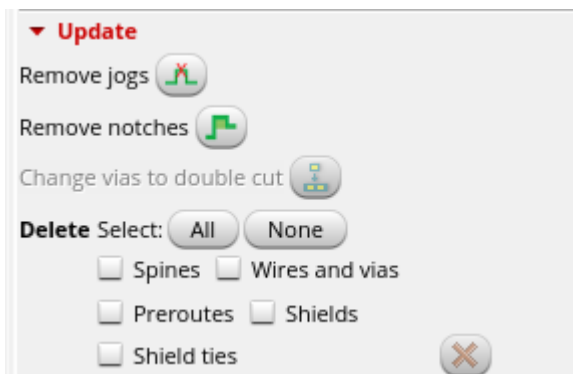 Update
Remove jogs
Remove notches
Change vias to double cut
Delete Select: All None
Spines Wires and vias
Preroutes Shields
Shield ties